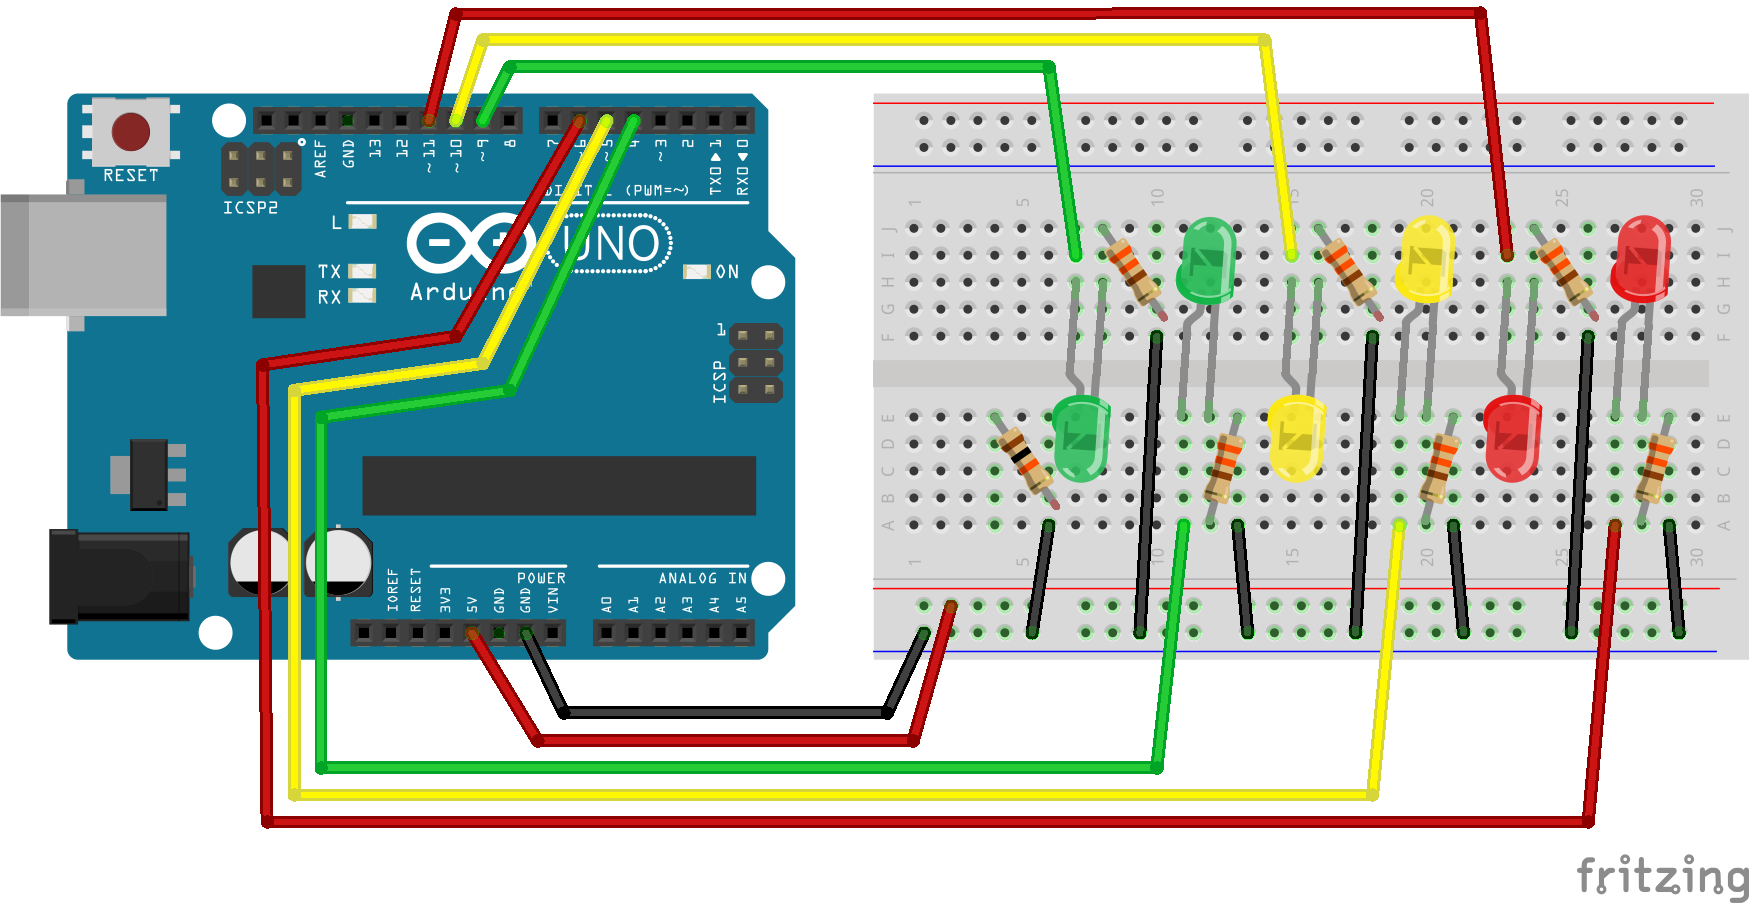 RESET
ICSP2
AREF
GND
13
12
~11
~10
~9
8
7
~6
~5
4
~3
2
TXD▶1
RXD◀0
DIGITAL (PWM=~)
L
TX
RX
UNO
Arduino
ON
1
ICSP
IOREF
RESET
3V3
5V
GND
GND
VIN
POWER
ANALOG IN
A0
A1
A2
A3
A4
A5
1 5 10 15 20 25 30
J J
I I
H H
G G
F F
E E
D D
C C
B B
A A
1 5 10 15 20 25 30
fritzing